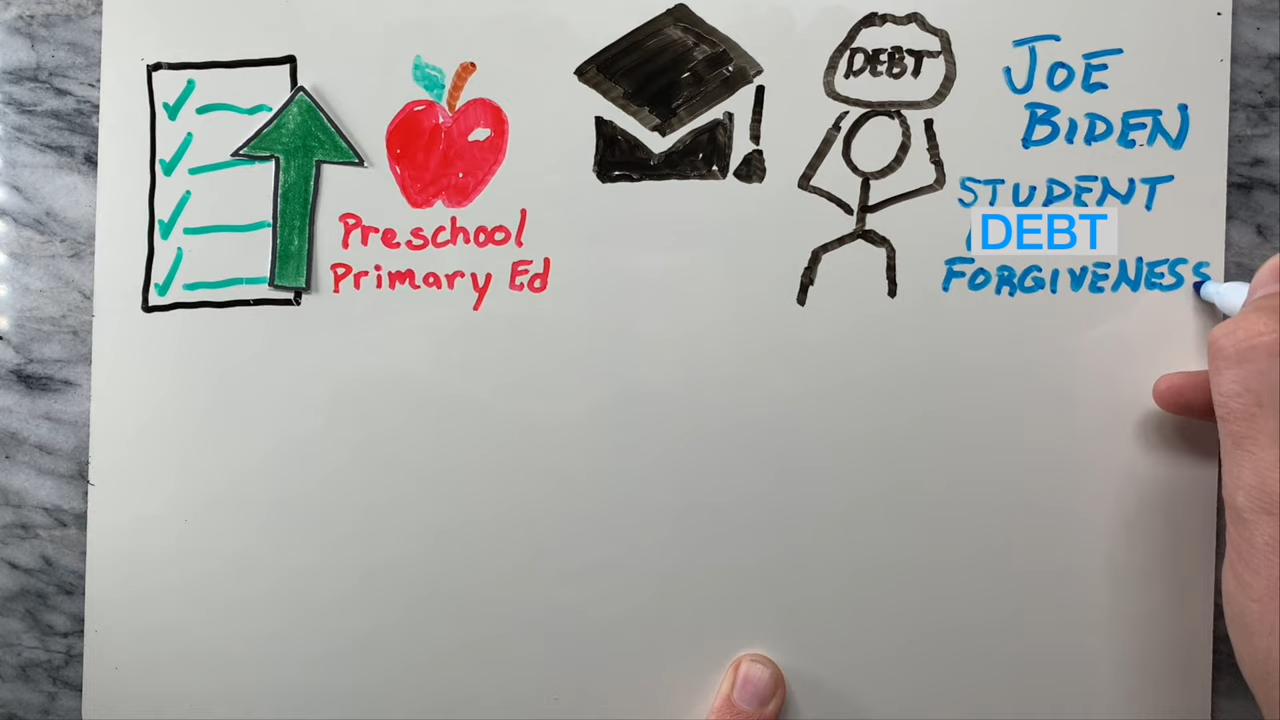 Preschool
Primary Ed
DEBT
JOE
BIDEN
STUDENT
DEBT
FORGIVENESS